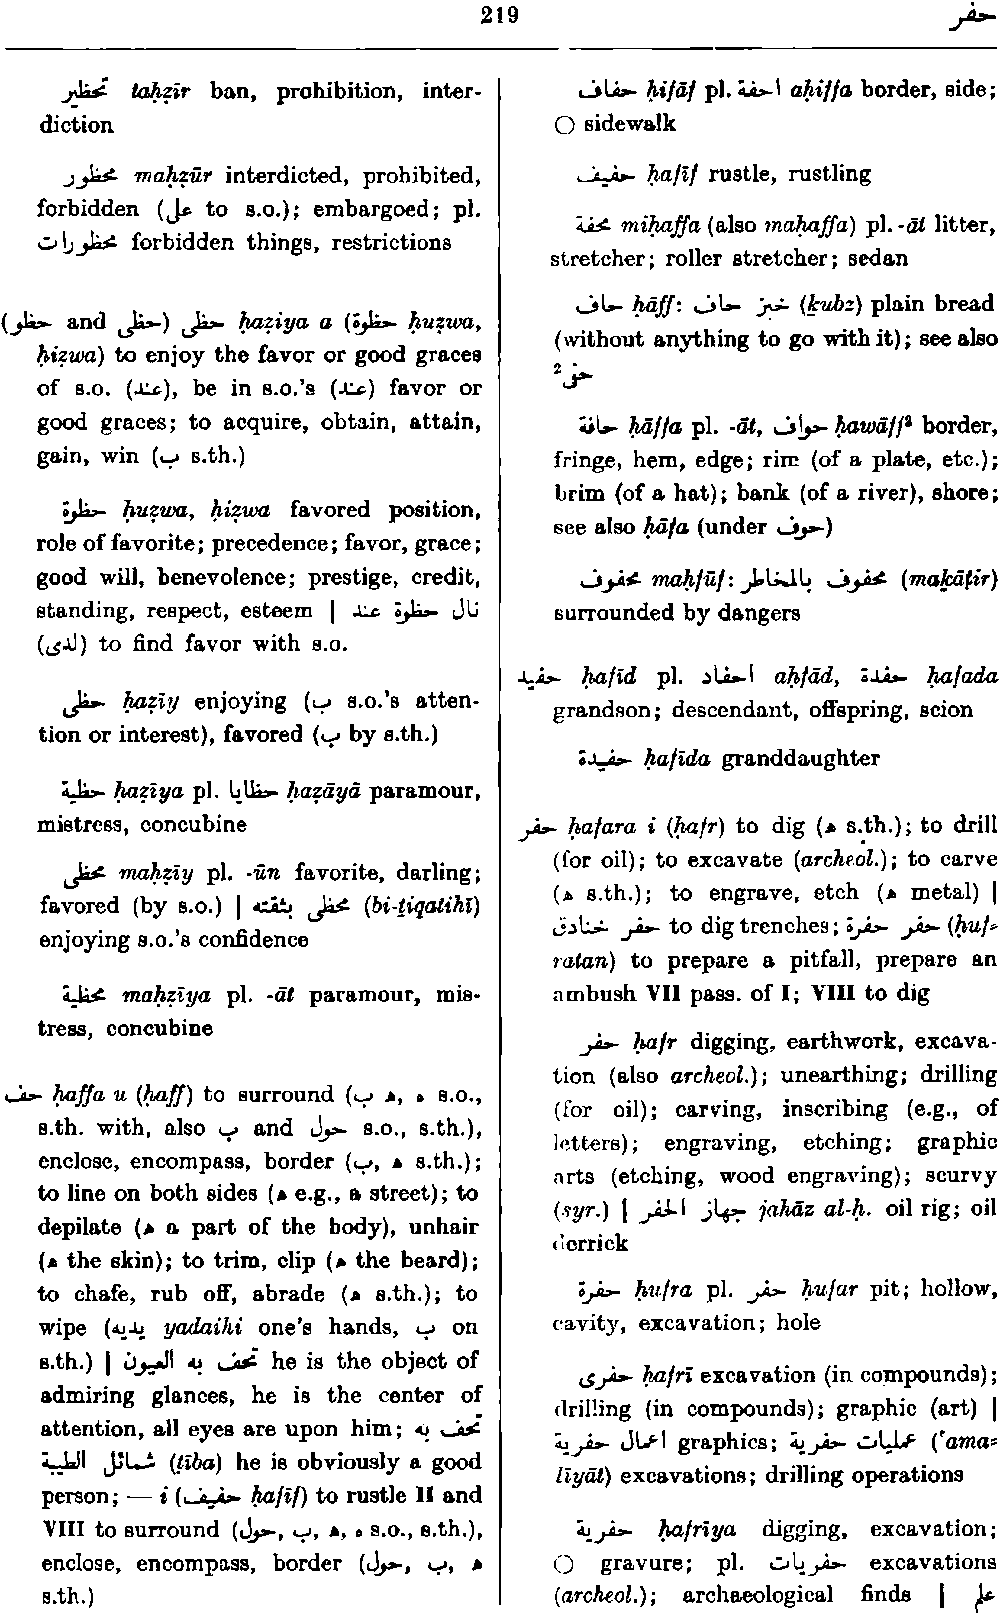 219
حفر
تحظير taḥẓīr ban, prohibition, inter-
diction
محظور maḥẓūr interdicted, prohibited,
forbidden (على to s.o.); embargoed; pl.
محظورات forbidden things, restrictions
(حظو and حظى) حظى ḥaẓiya a (حظوة ḥuẓwa,
ḥiẓwa) to enjoy the favor or good graces
of s.o. (عند), be in s.o.'s (عند) favor or
good graces; to acquire, obtain, attain,
gain, win (ب s.th.)
حظوة ḥuẓwa, ḥiẓwa favored position,
role of favorite; precedence; favor, grace;
good will, benevolence; prestige, credit,
standing, respect, esteem | نال حظوة عند
(لدى) to find favor with s.o.
حظى ḥaẓīy enjoying (ب s.o.'s atten-
tion or interest), favored (ب by s.th.)
حظية ḥaẓīya pl. حظايا ḥaẓāyā paramour,
mistress, concubine
محظى maḥẓīy pl. -ūn favorite, darling;
favored (by s.o.) | محظى بثقته (bi-ṯiqatihī)
enjoying s.o.'s confidence
محظية maḥẓīya pl. -āt paramour, mis-
tress, concubine
حف ḥaffa u (ḥaff) to surround (ب ه, ه s.o.,
s.th. with, also ب and حول s.o., s.th.),
enclose, encompass, border (ب, ه s.th.);
to line on both sides (ه e.g., a street); to
depilate (ه a part of the body), unhair
(ه the skin); to trim, clip (ه the beard);
to chafe, rub off, abrade (ه s.th.); to
wipe (يديه yadaihi one's hands, ب on
s.th.) | تحف به العيون he is the object of
admiring glances, he is the center of
attention, all eyes are upon him; تحف به
شمائل الطيبة (ṭība) he is obviously a good
person; — i (حفيف ḥafīf) to rustle II and
VIII to surround (حول, ب, ه, ه s.o., s.th.),
enclose, encompass, border (حول, ب, ه
s.th.)
حفاف ḥifāf pl. احفة aḥiffa border, side;
○ sidewalk
حفيف ḥafīf rustle, rustling
محفة miḥaffa (also maḥaffa) pl. -āt litter,
stretcher; roller stretcher; sedan
حاف ḥāff: خبز حاف (ḵubz) plain bread
(without anything to go with it); see also
حق²
حافة ḥāffa pl. -āt, حواف ḥawāff² border,
fringe, hem, edge; rim (of a plate, etc.);
brim (of a hat); bank (of a river), shore;
see also ḥāfa (under حوف)
محفوف maḥfūf: محفوف بالمخاطر (maḵāṭir)
surrounded by dangers
حفيد ḥafīd pl. احفاد aḥfād, حفدة ḥafada
grandson; descendant, offspring, scion
حفيدة ḥafīda granddaughter
حفر ḥafara i (ḥafr) to dig (ه s.th.); to drill
(for oil); to excavate (archeol.); to carve
(ه s.th.); to engrave, etch (ه metal) |
حفر خنادق to dig trenches; حفر حفرة (ḥuf-
ratan) to prepare a pitfall, prepare an
ambush VII pass. of I; VIII to dig
حفر ḥafr digging, earthwork, excava-
tion (also archeol.); unearthing; drilling
(for oil); carving, inscribing (e.g., of
letters); engraving, etching; graphic
arts (etching, wood engraving); scurvy
(syr.) | جهاز الحفر jahāz al-ḥ. oil rig; oil
derrick
حفرة ḥufra pl. حفر ḥufar pit; hollow,
cavity, excavation; hole
حفرى ḥafrī excavation (in compounds);
drilling (in compounds); graphic (art) |
اعمال حفرية graphics; عمليات حفرية (ʿama-
līyāt) excavations; drilling operations
حفرية ḥafrīya digging, excavation;
○ gravure; pl. حفريات excavations
(archeol.); archaeological finds | علم